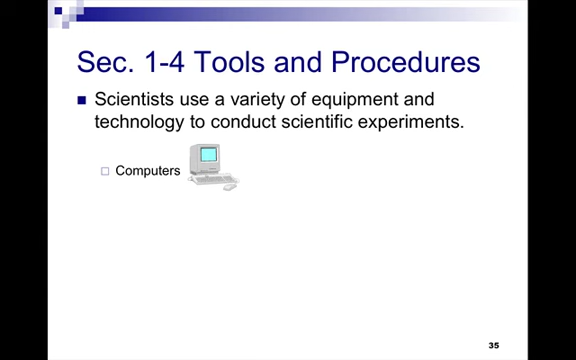 Sec. 1-4 Tools and Procedures
Scientists use a variety of equipment and
technology to conduct scientific experiments.
Computers
35